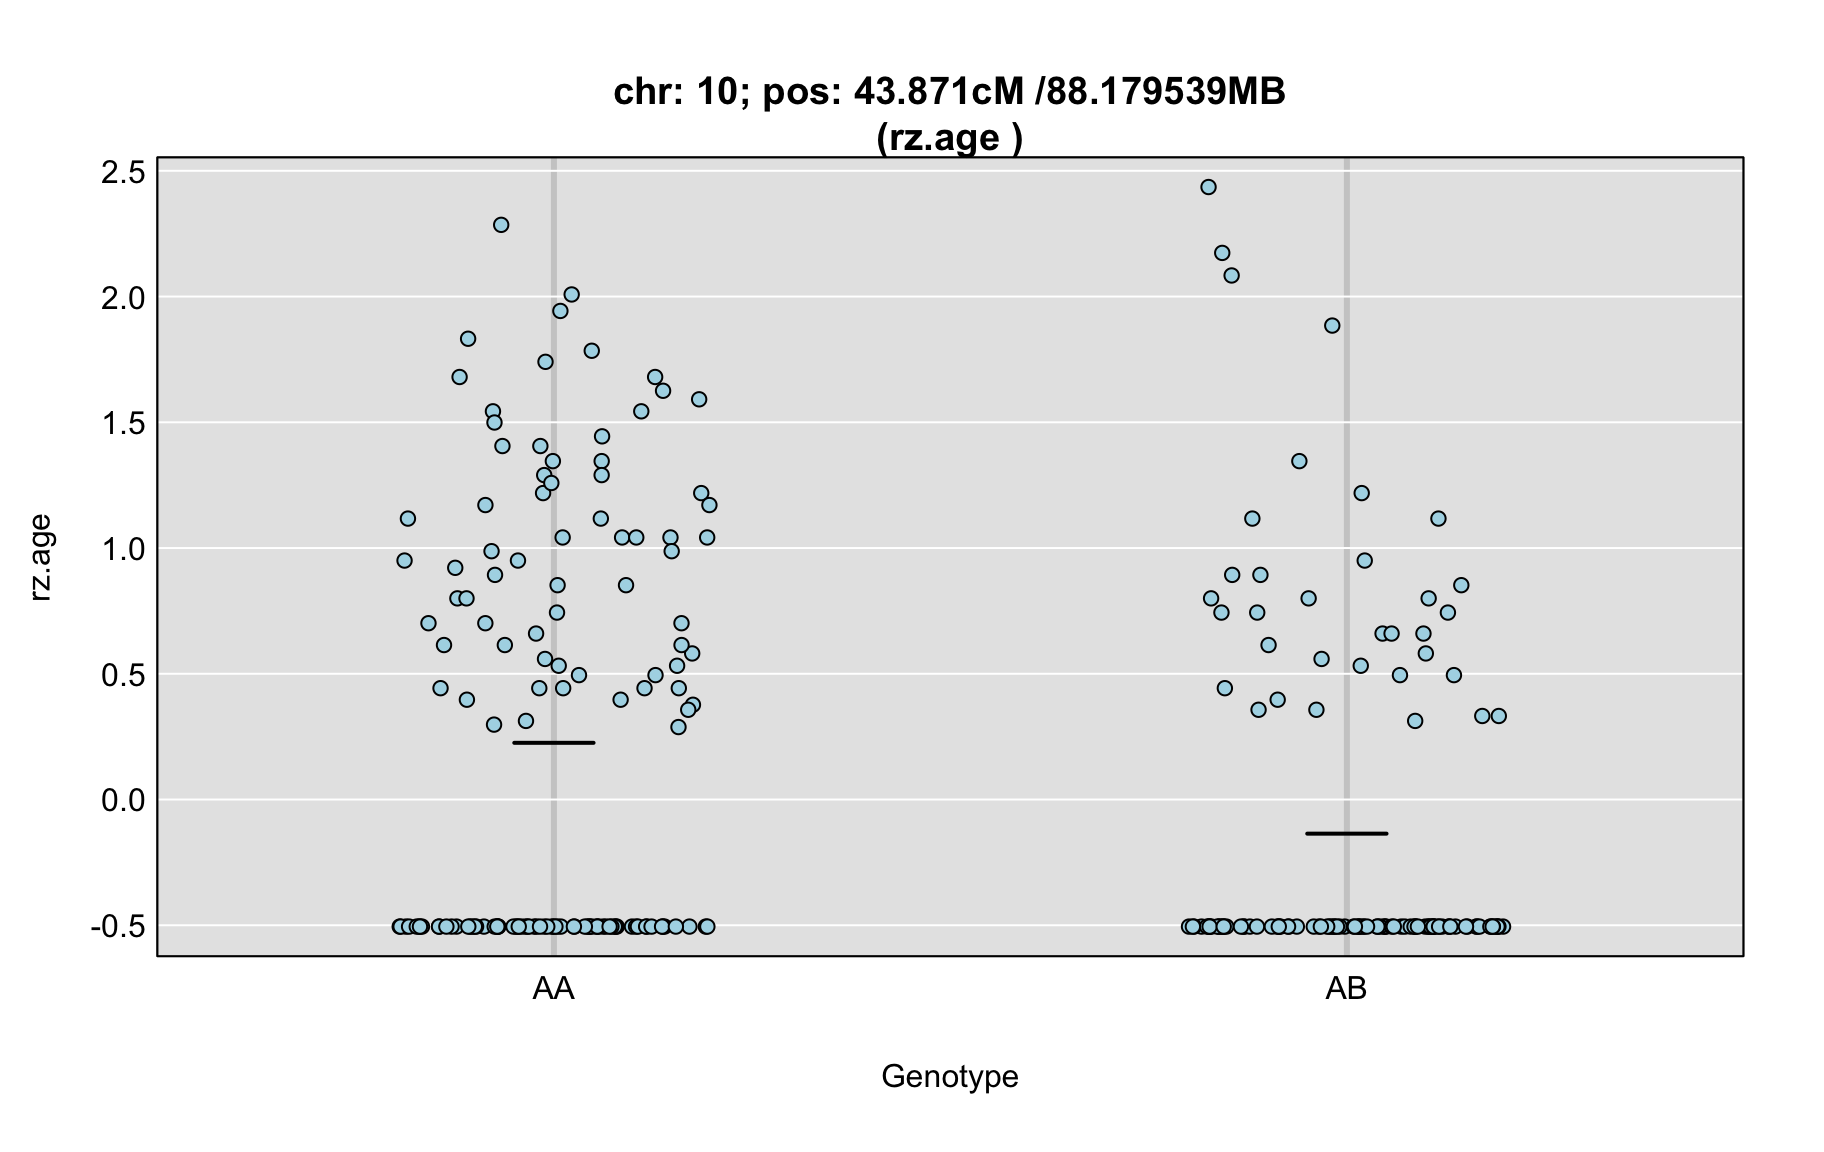 chr: 10; pos: 43.871cM /88.179539MB
(rz.age )
2.5
2.0
1.5
1.0
0.5
0.0
-0.5
rz.age
AA
AB
Genotype